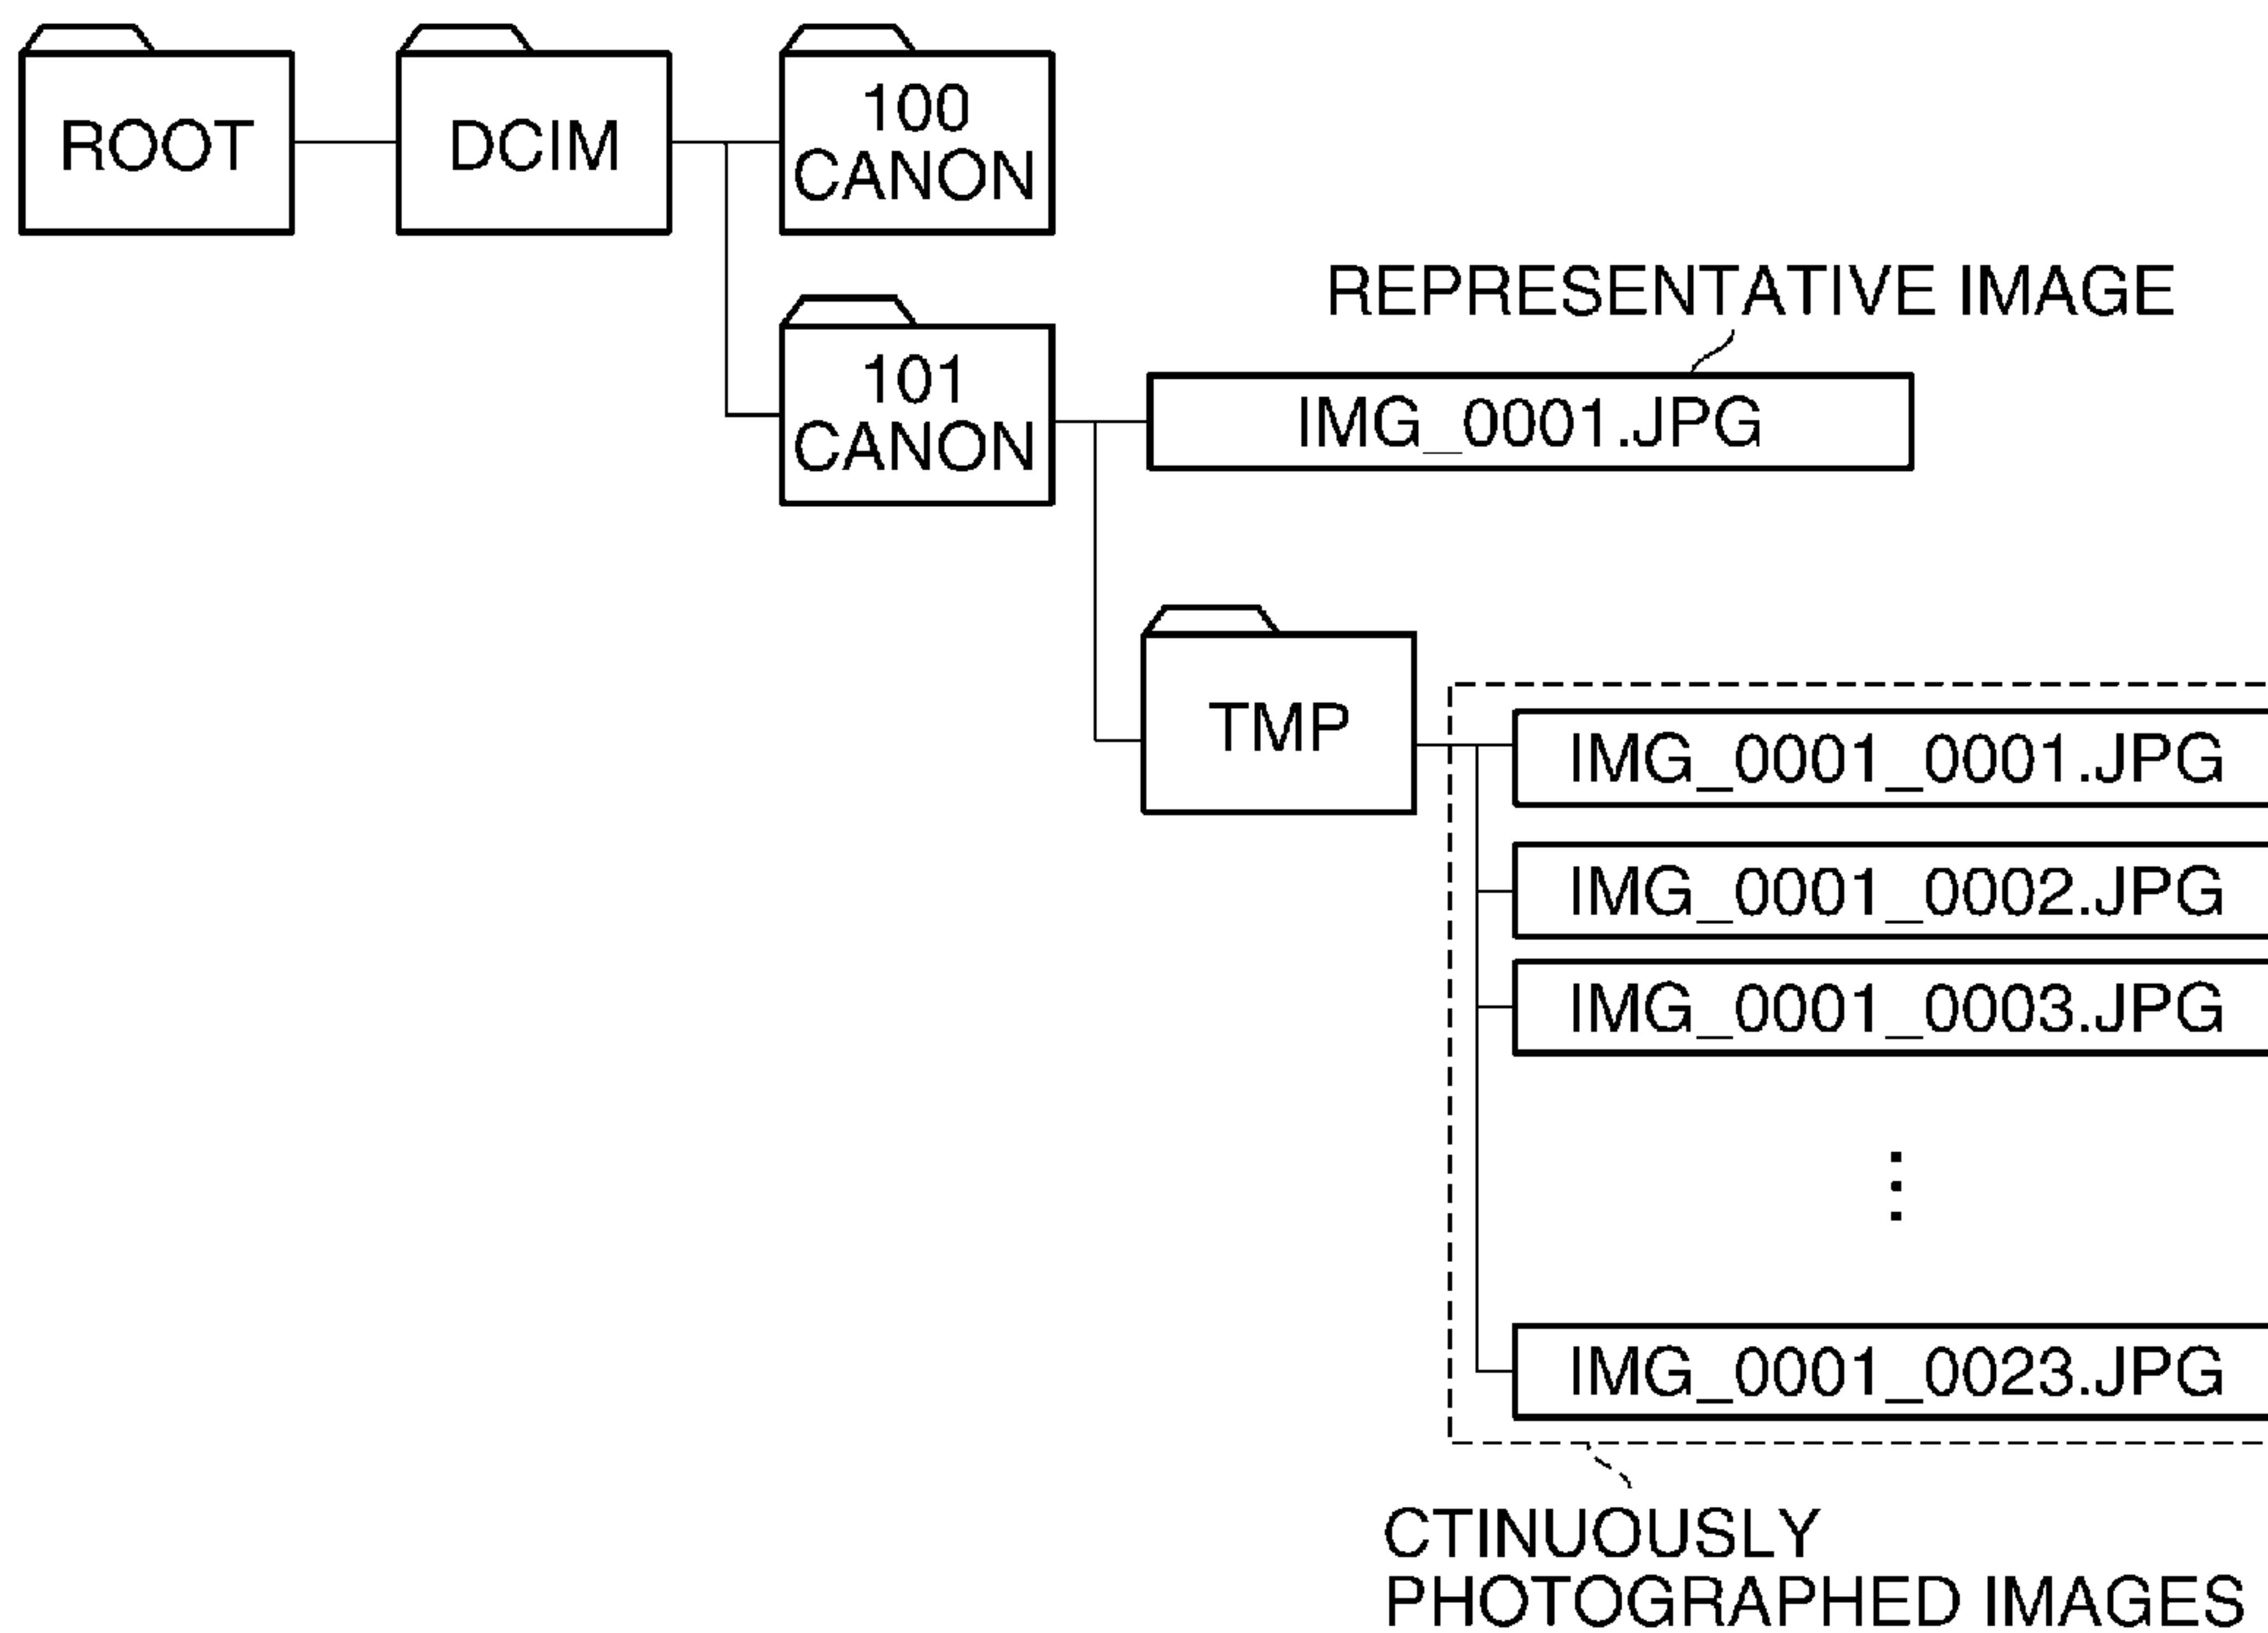 ROOT
DCIM
100
CANON
REPRESENTATIVE IMAGE
101
CANON
IMG_0001.JPG
TMP
IMG_0001_0001.JPG
IMG_0001_0002.JPG
IMG_0001_0003.JPG
IMG_0001_0023.JPG
CTINUOUSLY
PHOTOGRAPHED IMAGES